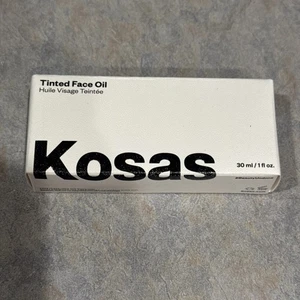 Tinted Face Oil
Huile Visage Teintée
Kosas
30 ml / 1 fl oz.